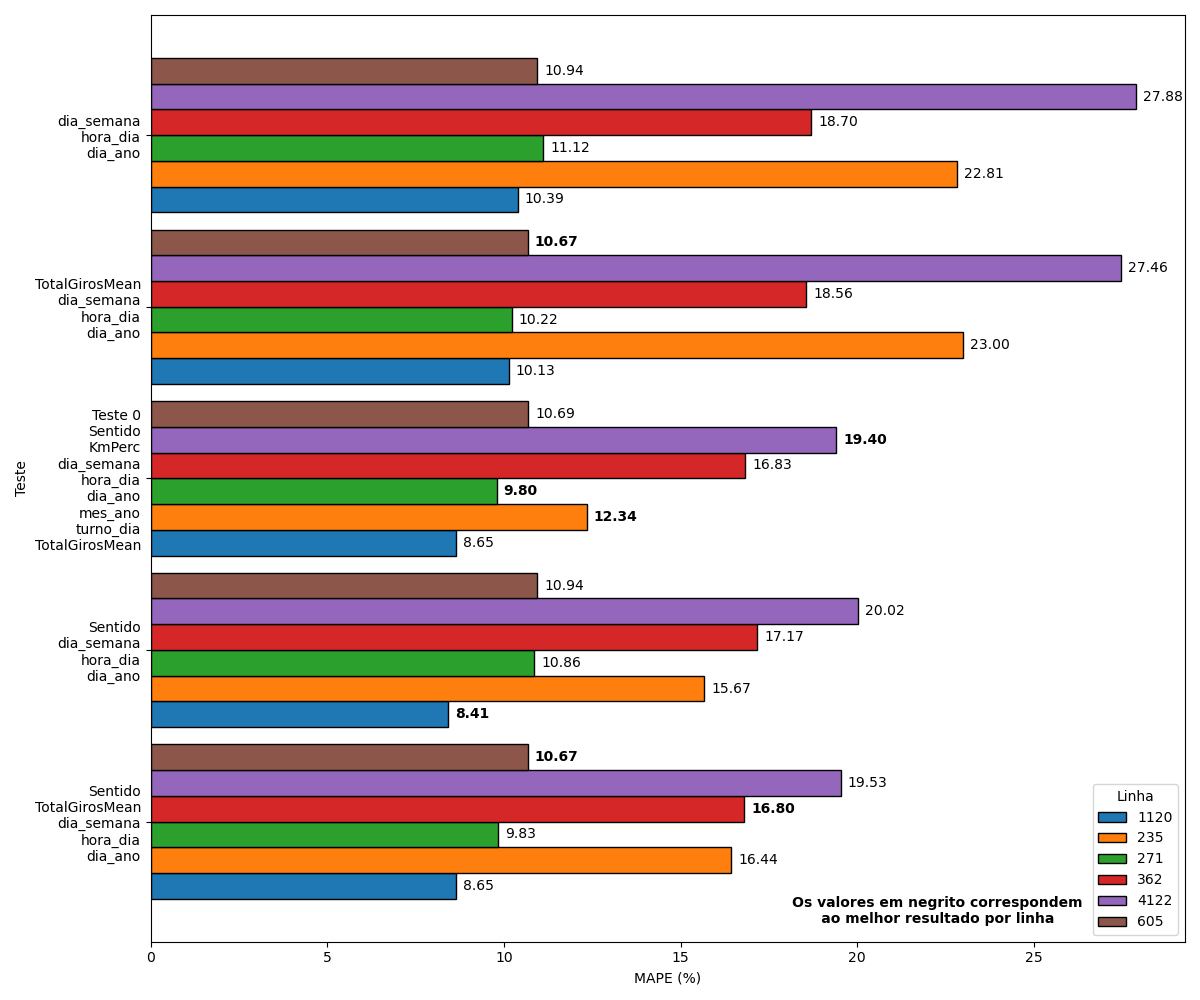 10.94
27.88
18.70
11.12
22.81
10.39
dia_semana
hora_dia
dia_ano
10.67
27.46
18.56
10.22
23.00
10.13
TotalGirosMean
dia_semana
hora_dia
dia_ano
10.69
19.40
16.83
9.80
12.34
8.65
Teste 0
Sentido
KmPerc
dia_semana
hora_dia
dia_ano
mes_ano
turno_dia
TotalGirosMean
Teste
10.94
20.02
17.17
10.86
15.67
8.41
Sentido
dia_semana
hora_dia
dia_ano
10.67
19.53
16.80
9.83
16.44
8.65
Sentido
TotalGirosMean
dia_semana
hora_dia
dia_ano
Linha
1120
235
271
362
4122
605
Os valores em negrito correspondem
ao melhor resultado por linha
0 5 10 15 20 25
MAPE (%)